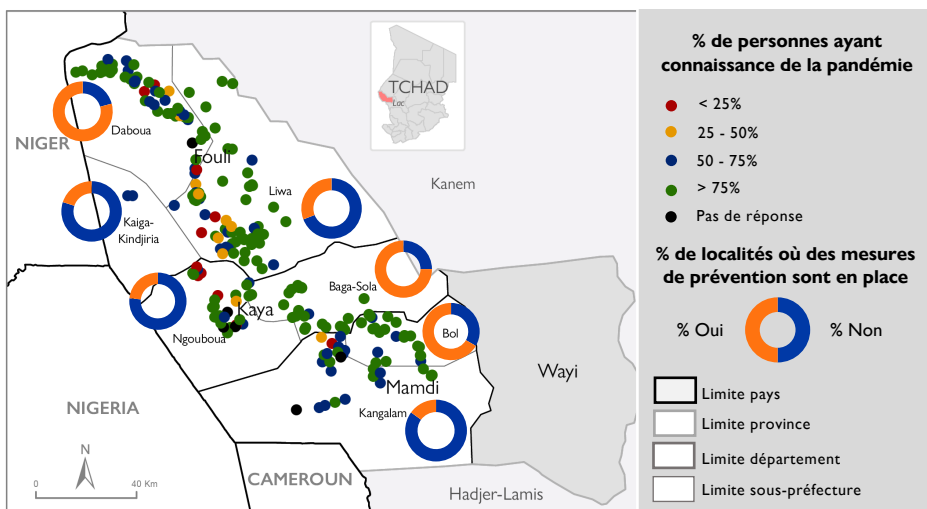 TCHAD
Lac
NIGER
Daboua
Fouli
Kanem
Liwa
Kaiga-
Kindjiria
Baga-Sola
Kaya
Ngouboua
Bol
Wayi
Mamdi
NIGERIA
Kangalam
N
0
40 Km
CAMEROUN
Hadjer-Lamis
% de personnes ayant
connaissance de la pandémie
< 25%
25 - 50%
50 - 75%
> 75%
Pas de réponse
% de localités où des mesures
de prévention sont en place
% Oui
% Non
Limite pays
Limite province
Limite département
Limite sous-préfecture